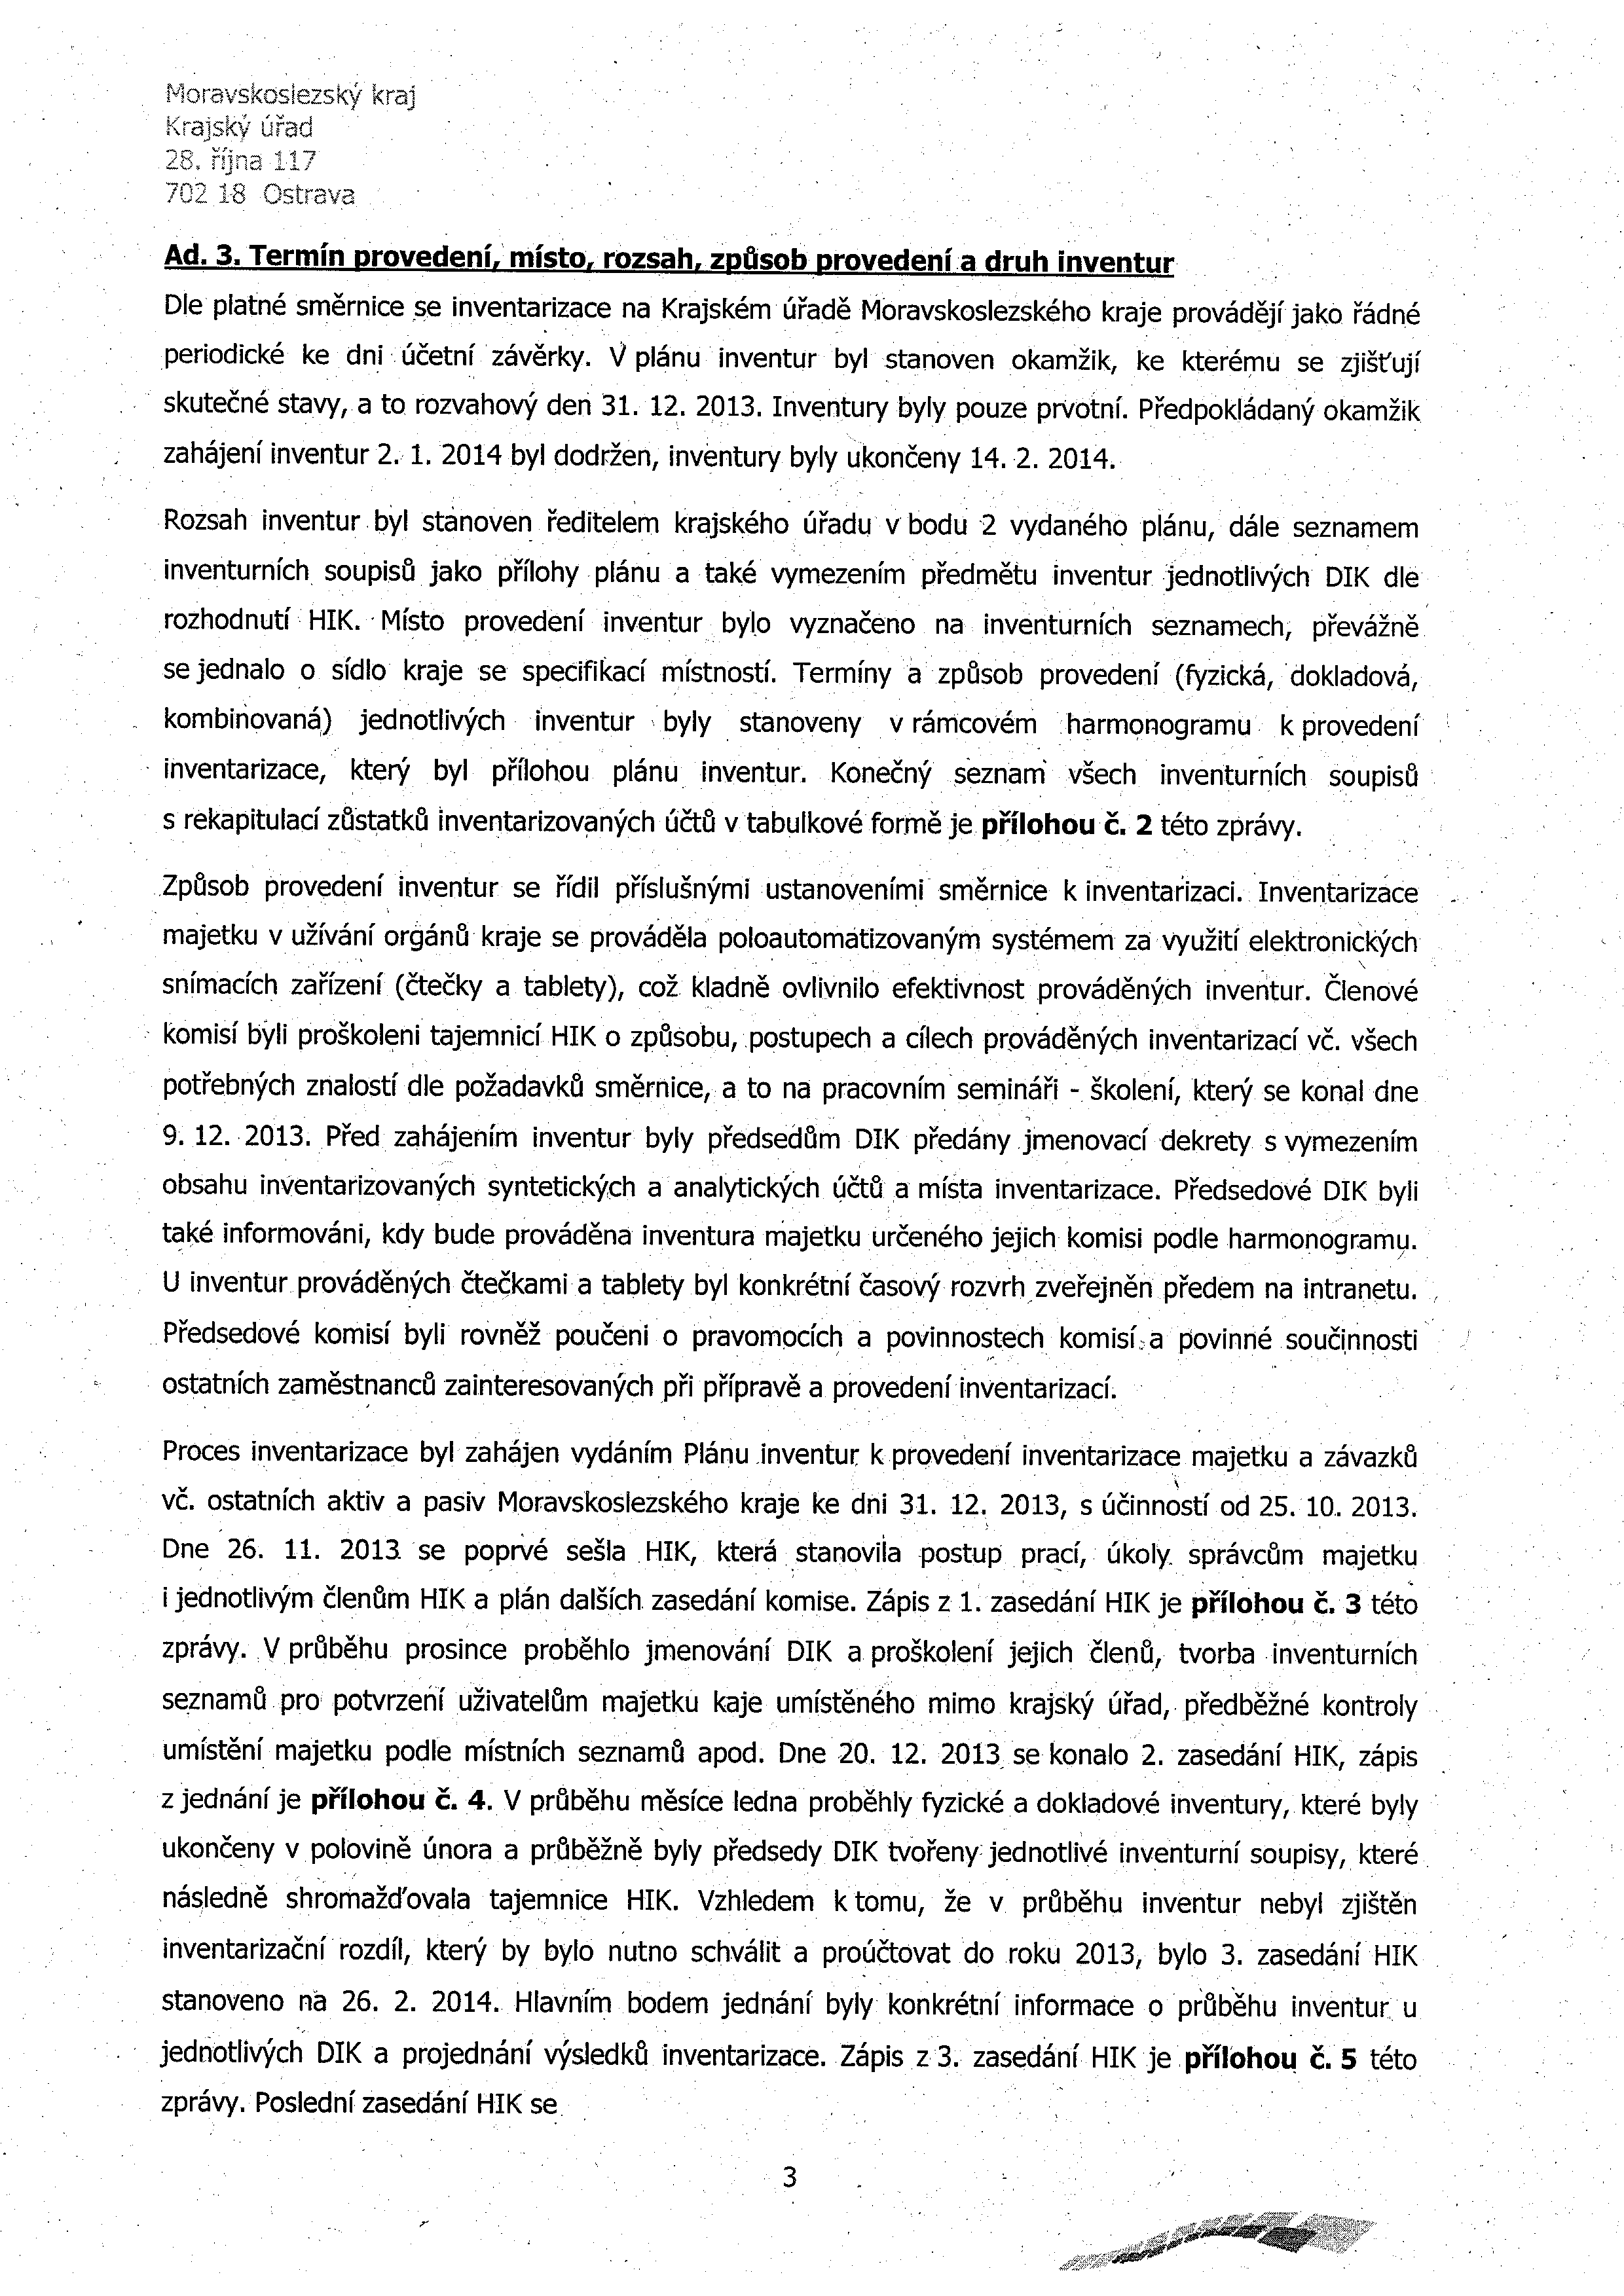 Moravskoslezský kraj
Krajský úřad
28. října 117
702 18 Ostrava
Ad. 3. Termín provedení, místo, rozsah, způsob provedení a druh inventur
Dle platné směrnice se inventarizace na Krajském úřadě Moravskoslezského kraje provádějí jako řádné
periodické ke dni účetní závěrky. V plánu inventur byl stanoven okamžik, ke kterému se zjišťují
skutečné stavy, a to rozvahový den 31. 12. 2013. Inventury byly pouze prvotní. Předpokládaný okamžik
zahájení inventur 2. 1. 2014 byl dodržen, inventury byly ukončeny 14. 2. 2014.
Rozsah inventur byl stanoven ředitelem krajského úřadu v bodu 2 vydaného plánu, dále seznamem
inventurních soupisů jako přílohy plánu a také vymezením předmětu inventur jednotlivých DIK dle
rozhodnutí HIK. Místo provedení inventur bylo vyznačeno na inventurních seznamech, převážně
se jednalo o sídlo kraje se specifikací místností. Termíny a způsob provedení (fyzická, dokladová,
kombinovaná) jednotlivých inventur byly stanoveny v rámcovém harmonogramu k provedení
inventarizace, který byl přílohou plánu inventur. Konečný seznam všech inventurních soupisů
s rekapitulací zůstatků inventarizovaných účtů v tabulkové formě je přílohou č. 2 této zprávy.
Způsob provedení inventur se řídil příslušnými ustanoveními směrnice k inventarizaci. Inventarizace
majetku v užívání orgánů kraje se prováděla poloautomatizovaným systémem za využití elektronických
snímacích zařízení (čtečky a tablety), což kladně ovlivnilo efektivnost prováděných inventur. Členové
komisí byli proškoleni tajemnicí HIK o způsobu, postupech a cílech prováděných inventarizací vč. všech
potřebných znalostí dle požadavků směrnice, a to na pracovním semináři - školení, který se konal dne
9. 12. 2013. Před zahájením inventur byly předsedům DIK předány jmenovací dekrety s vymezením
obsahu inventarizovaných syntetických a analytických účtů a místa inventarizace. Předsedové DIK byli
také informováni, kdy bude prováděna inventura majetku určeného jejich komisi podle harmonogramu.
U inventur prováděných čtečkami a tablety byl konkrétní časový rozvrh zveřejněn předem na intranetu.
Předsedové komisí byli rovněž poučeni o pravomocích a povinnostech komisí a povinné součinnosti
ostatních zaměstnanců zainteresovaných při přípravě a provedení inventarizací.
Proces inventarizace byl zahájen vydáním Plánu inventur k provedení inventarizace majetku a závazků
vč. ostatních aktiv a pasiv Moravskoslezského kraje ke dni 31. 12. 2013, s účinností od 25. 10. 2013.
Dne 26. 11. 2013 se poprvé sešla HIK, která stanovila postup prací, úkoly správcům majetku
i jednotlivým členům HIK a plán dalších zasedání komise. Zápis z 1. zasedání HIK je přílohou č. 3 této
zprávy. V průběhu prosince proběhlo jmenování DIK a proškolení jejich členů, tvorba inventurních
seznamů pro potvrzení uživatelům majetku kaje umístěného mimo krajský úřad, předběžné kontroly
umístění majetku podle místních seznamů apod. Dne 20. 12. 2013 se konalo 2. zasedání HIK, zápis
z jednání je přílohou č. 4. V průběhu měsíce ledna proběhly fyzické a dokladové inventury, které byly
ukončeny v polovině února a průběžně byly předsedy DIK tvořeny jednotlivé inventurní soupisy, které
následně shromažďovala tajemnice HIK. Vzhledem k tomu, že v průběhu inventur nebyl zjištěn
inventarizační rozdíl, který by bylo nutno schválit a proúčtovat do roku 2013, bylo 3. zasedání HIK
stanoveno na 26. 2. 2014. Hlavním bodem jednání byly konkrétní informace o průběhu inventur u
jednotlivých DIK a projednání výsledků inventarizace. Zápis z 3. zasedání HIK je přílohou č. 5 této
zprávy. Poslední zasedání HIK se
3